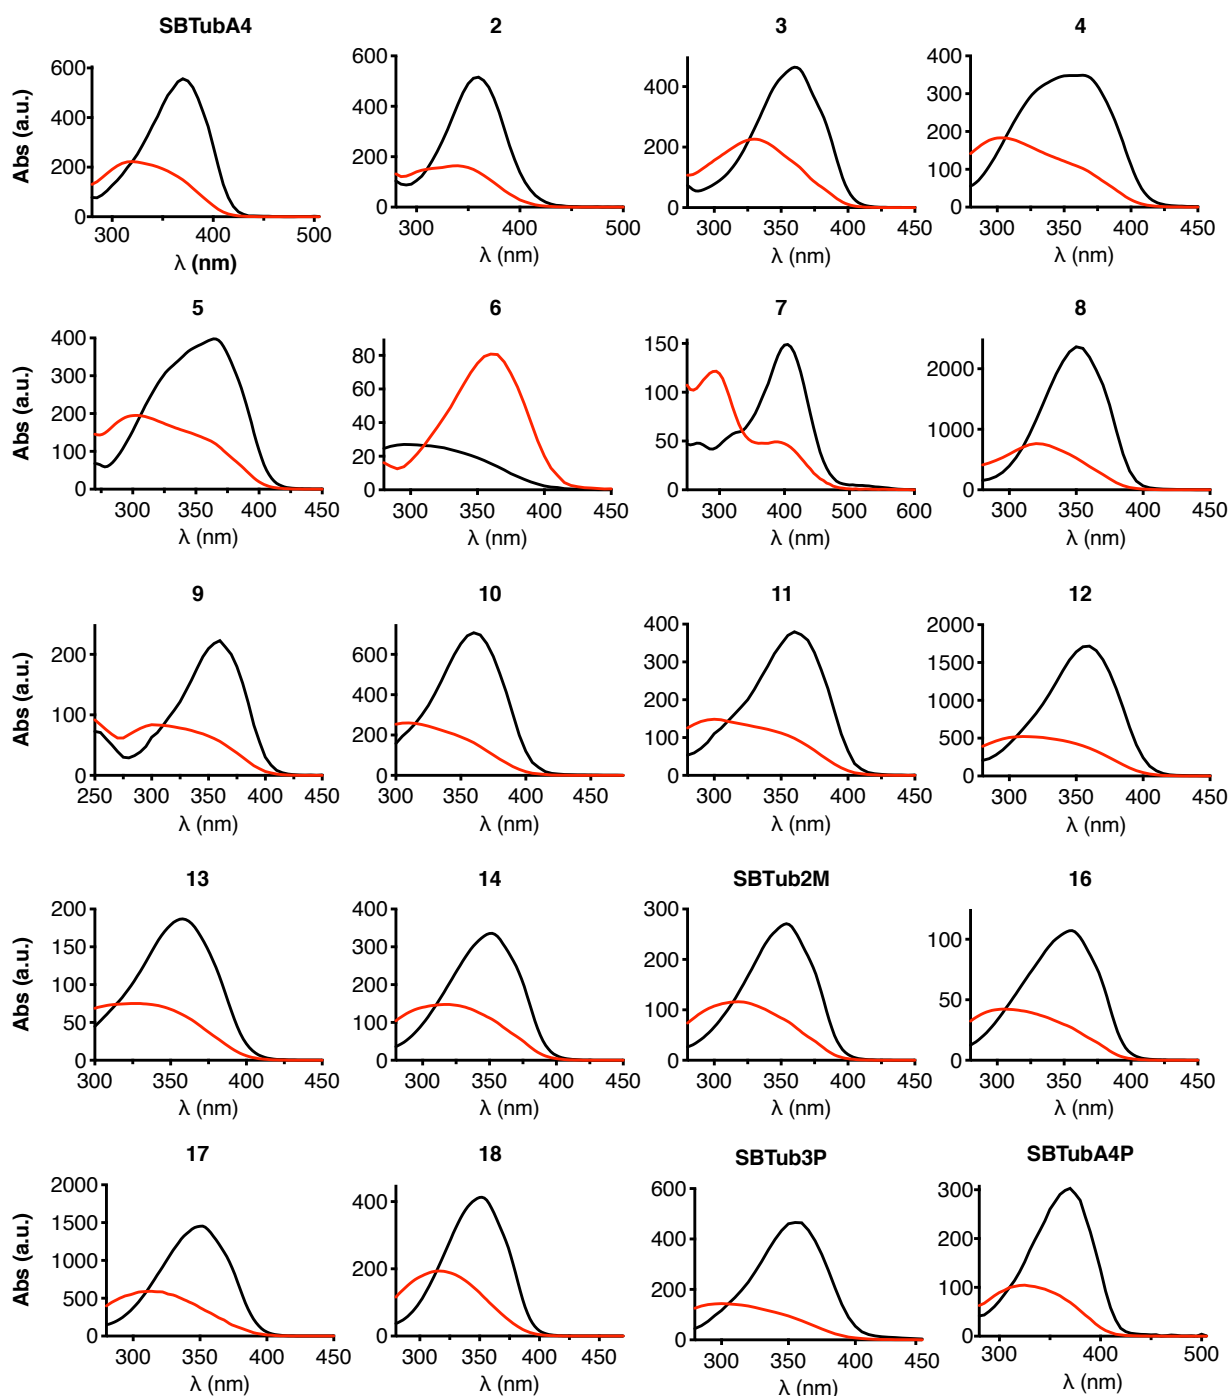 SBTubA4 2 3 4
Abs (a.u.) 600 400 200 0 300 400 500 λ (nm)
600 400 200 0 300 400 500 λ (nm)
400 200 0 300 350 400 450 λ (nm)
400 300 200 100 0 300 350 400 450 λ (nm)
5 6 7 8
Abs (a.u.) 400 300 200 100 0 300 350 400 450 λ (nm)
80 60 40 20 0 300 350 400 450 λ (nm)
150 100 50 0 300 400 500 600 λ (nm)
2000 1000 0 300 350 400 450 λ (nm)
9 10 11 12
Abs (a.u.) 200 100 0 250 300 350 400 450 λ (nm)
600 400 200 0 300 350 400 450 λ (nm)
400 300 200 100 0 300 350 400 450 λ (nm)
2000 1500 1000 500 0 300 350 400 450 λ (nm)
13 14 SBTub2M 16
Abs (a.u.) 200 150 100 50 0 300 350 400 450 λ (nm)
400 300 200 100 0 300 350 400 450 λ (nm)
300 200 100 0 300 350 400 450 λ (nm)
100 50 0 300 350 400 450 λ (nm)
17 18 SBTub3P SBTubA4P
Abs (a.u.) 2000 1500 1000 500 0 300 350 400 450 λ (nm)
400 200 0 300 350 400 450 λ (nm)
600 400 200 0 300 350 400 450 λ (nm)
300 200 100 0 300 400 500 λ (nm)